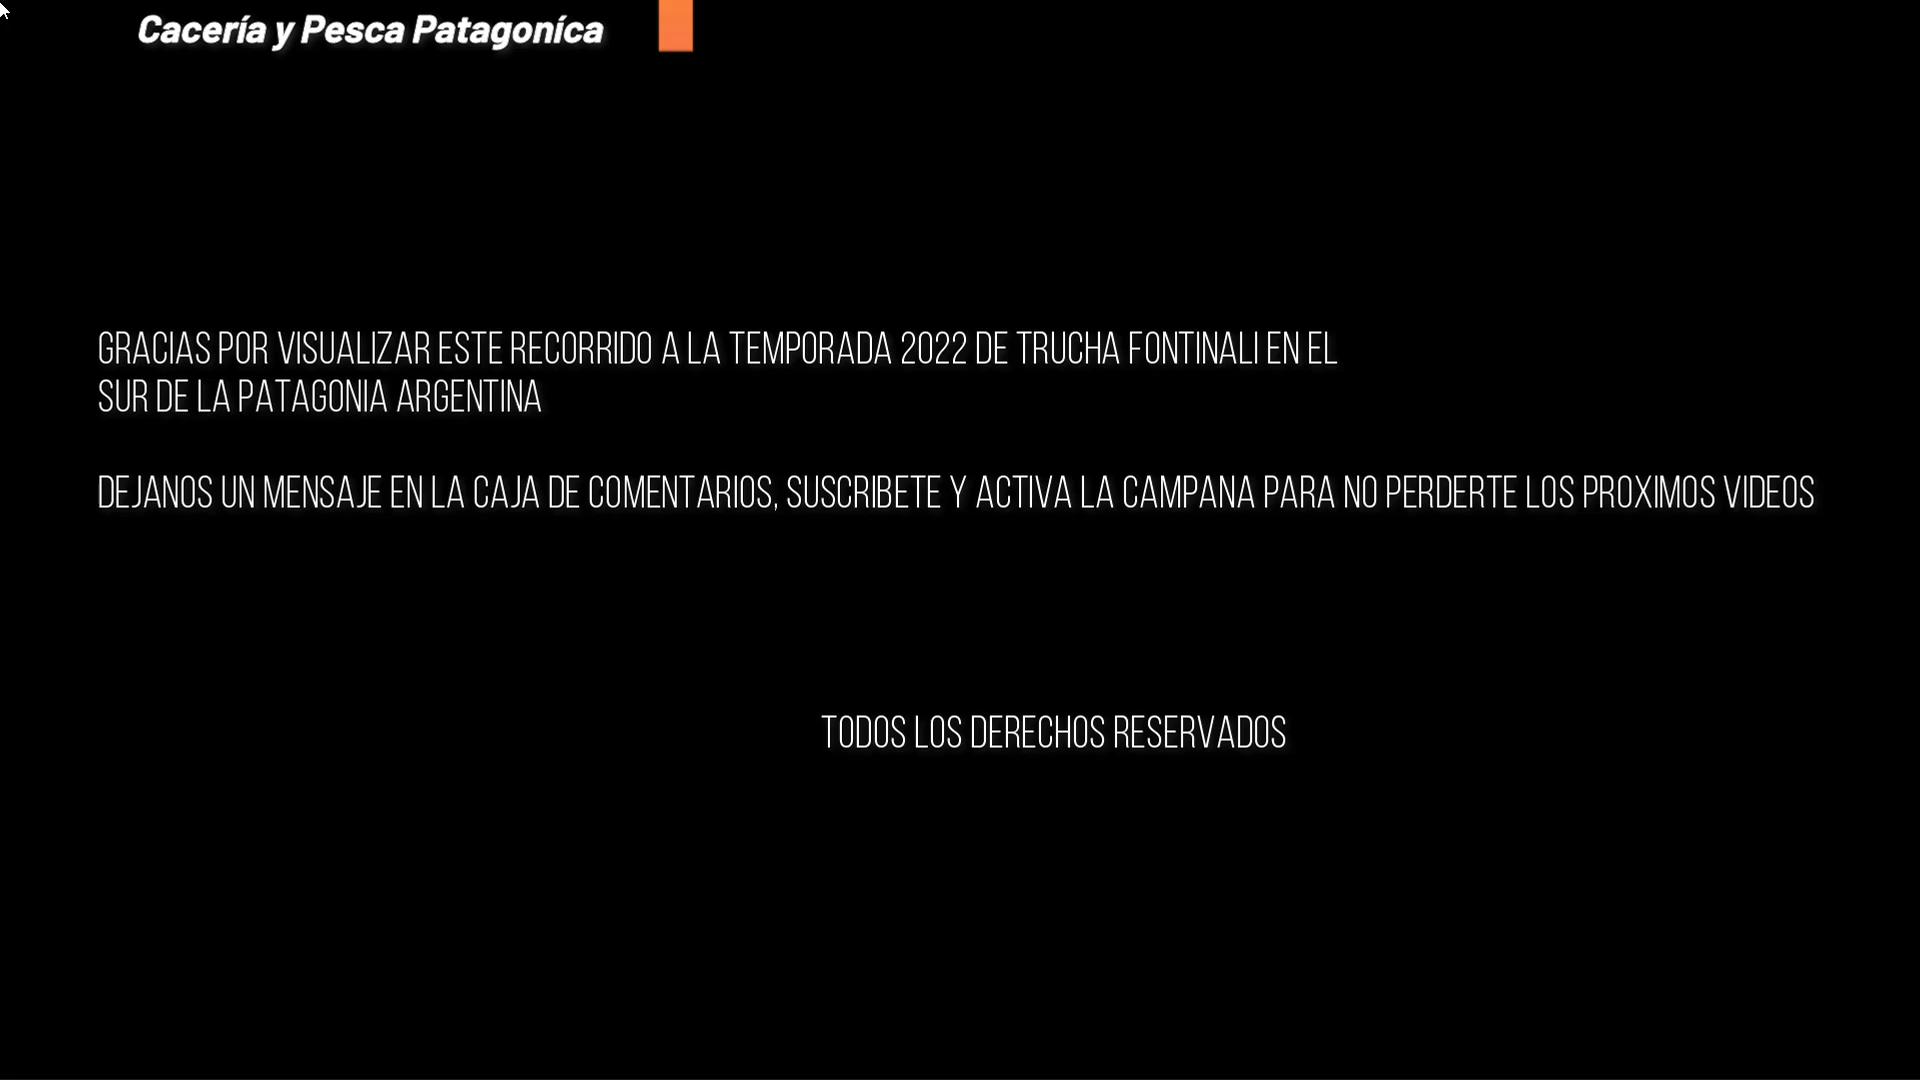 Cacería y Pesca Patagoníca
GRACIAS POR VISUALIZAR ESTE RECORRIDO A LA TEMPORADA 2022 DE TRUCHA FONTINALI EN EL
SUR DE LA PATAGONIA ARGENTINA
DEJANOS UN MENSAJE EN LA CAJA DE COMENTARIOS, SUSCRIBETE Y ACTIVA LA CAMPANA PARA NO PERDERTE LOS PROXIMOS VIDEOS
TODOS LOS DERECHOS RESERVADOS